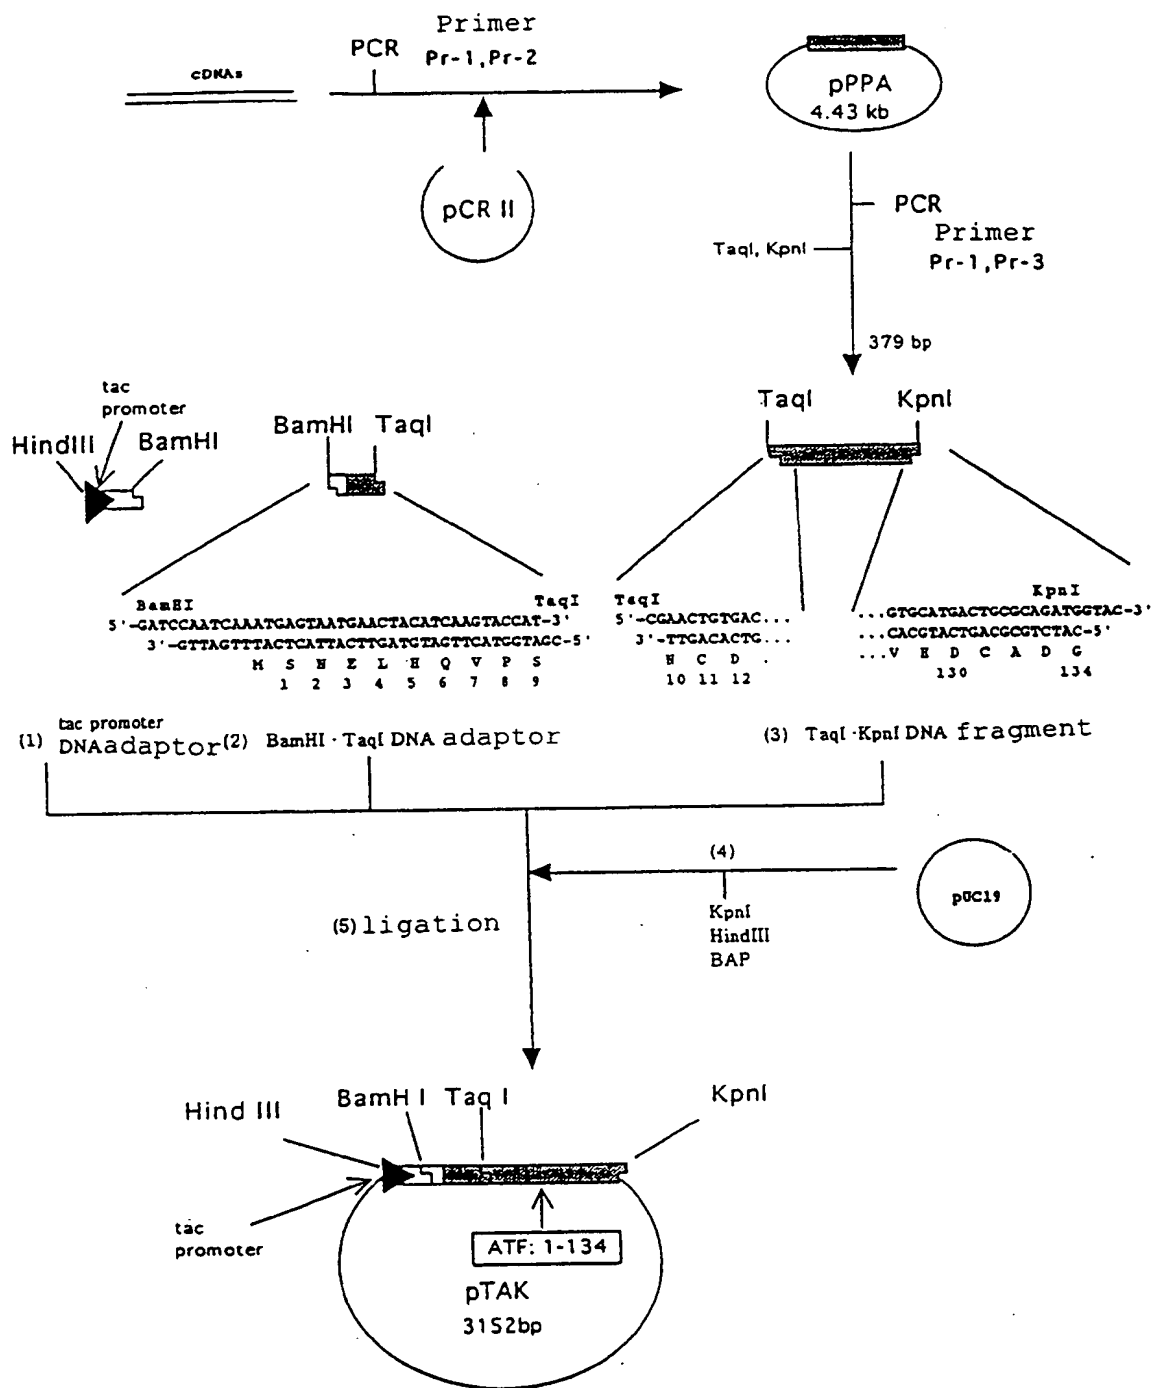 Primer
PCR Pr-1,Pr-2
cDNAs
pPPA
4.43 kb
pCR II
PCR
Primer
TaqI, KpnI
Pr-1,Pr-3
379 bp
tac
promoter
TaqI KpnI
BamHI TaqI
HindIII BamHI
BamHI TaqI TaqI KpnI
5'-GATCCAATCAAATGAGTAATGAACTACATCAAGTACCAT-3' 5'-CGAACTGTGAC... ...GTGCATGACTGCGCAGATGGTAC-3'
3'-GTTAGTTTACTCATTACTTGATGTAGTTCATGGTAGC-5' 3'-TTGACACTG... ...CACGTACTGACGCGTCTAC-5'
M S N E L H Q V P S N C D . ...V H D C A D G
1 2 3 4 5 6 7 8 9 10 11 12 130 134
tac promoter
(1) DNAadaptor (2) BamHI · TaqI DNA adaptor (3) TaqI ·KpnI DNA fragment
(4)
pUC19
KpnI
(5) ligation
HindIII
BAP
Hind III BamH I Taq I KpnI
tac
promoter
ATF: 1-134
pTAK
3152bp